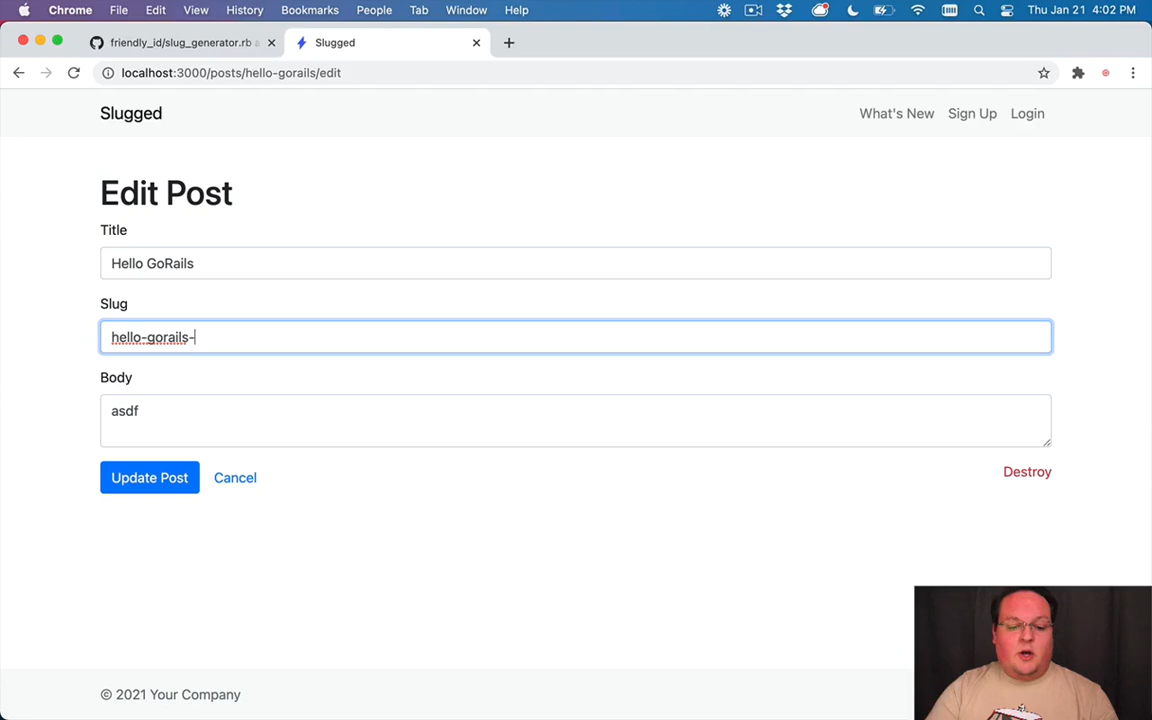 Chrome File Edit View History Bookmarks People Tab Window Help Thu Jan 21 4:02 PM
friendly_id/slug_generator.rb a Slugged
localhost:3000/posts/hello-gorails/edit
Slugged What's New Sign Up Login
Edit Post
Title
Hello GoRails
Slug
hello-gorails-
Body
asdf
Update Post Cancel Destroy
© 2021 Your Company